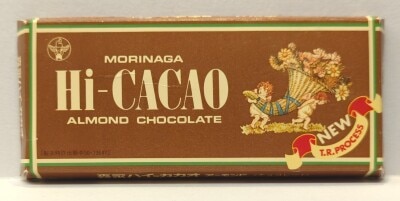 MORINAGA
Hi-CACAO
ALMOND CHOCOLATE
NEW
T.R. PROCESS